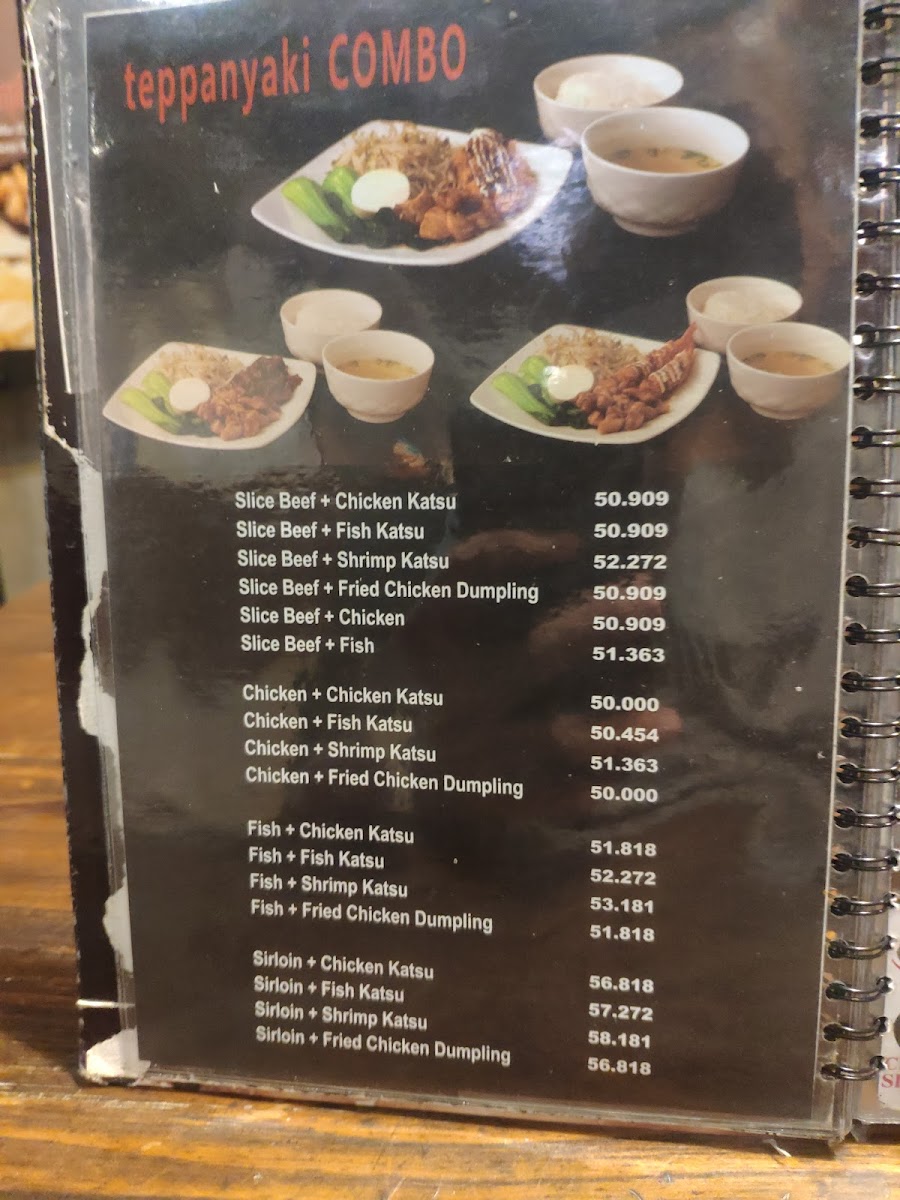 teppanyaki COMBO
Slice Beef + Chicken Katsu 50.909
Slice Beef + Fish Katsu 50.909
Slice Beef + Shrimp Katsu 52.272
Slice Beef + Fried Chicken Dumpling 50.909
Slice Beef + Chicken 50.909
Slice Beef + Fish 51.363
Chicken + Chicken Katsu 50.000
Chicken + Fish Katsu 50.454
Chicken + Shrimp Katsu 51.363
Chicken + Fried Chicken Dumpling 50.000
Fish + Chicken Katsu 51.818
Fish + Fish Katsu 52.272
Fish + Shrimp Katsu 53.181
Fish + Fried Chicken Dumpling 51.818
Sirloin + Chicken Katsu 56.818
Sirloin + Fish Katsu 57.272
Sirloin + Shrimp Katsu 58.181
Sirloin + Fried Chicken Dumpling 56.818